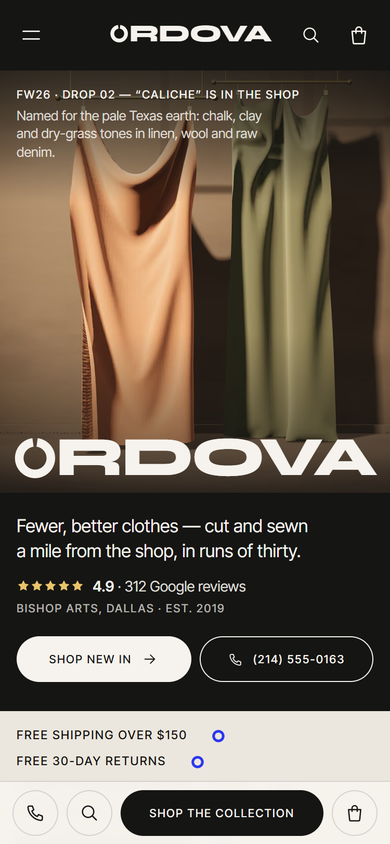 ORDOVA
FW26 · DROP 02 — “CALICHE” IS IN THE SHOP
Named for the pale Texas earth: chalk, clay
and dry-grass tones in linen, wool and raw
denim.
ORDOVA
Fewer, better clothes — cut and sewn
a mile from the shop, in runs of thirty.
★★★★★ 4.9 · 312 Google reviews
BISHOP ARTS, DALLAS · EST. 2019
SHOP NEW IN →
(214) 555-0163
FREE SHIPPING OVER $150
FREE 30-DAY RETURNS
SHOP THE COLLECTION